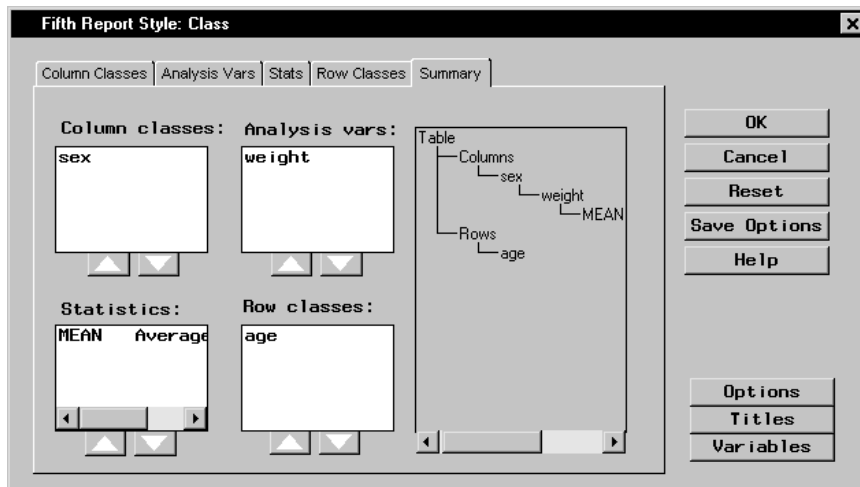 Fifth Report Style: Class
Column Classes Analysis Vars Stats Row Classes Summary
Column classes:
sex
Analysis vars:
weight
Statistics:
MEAN Average
Row classes:
age
Table
Columns
sex
weight
MEAN
Rows
age
OK
Cancel
Reset
Save Options
Help
Options
Titles
Variables